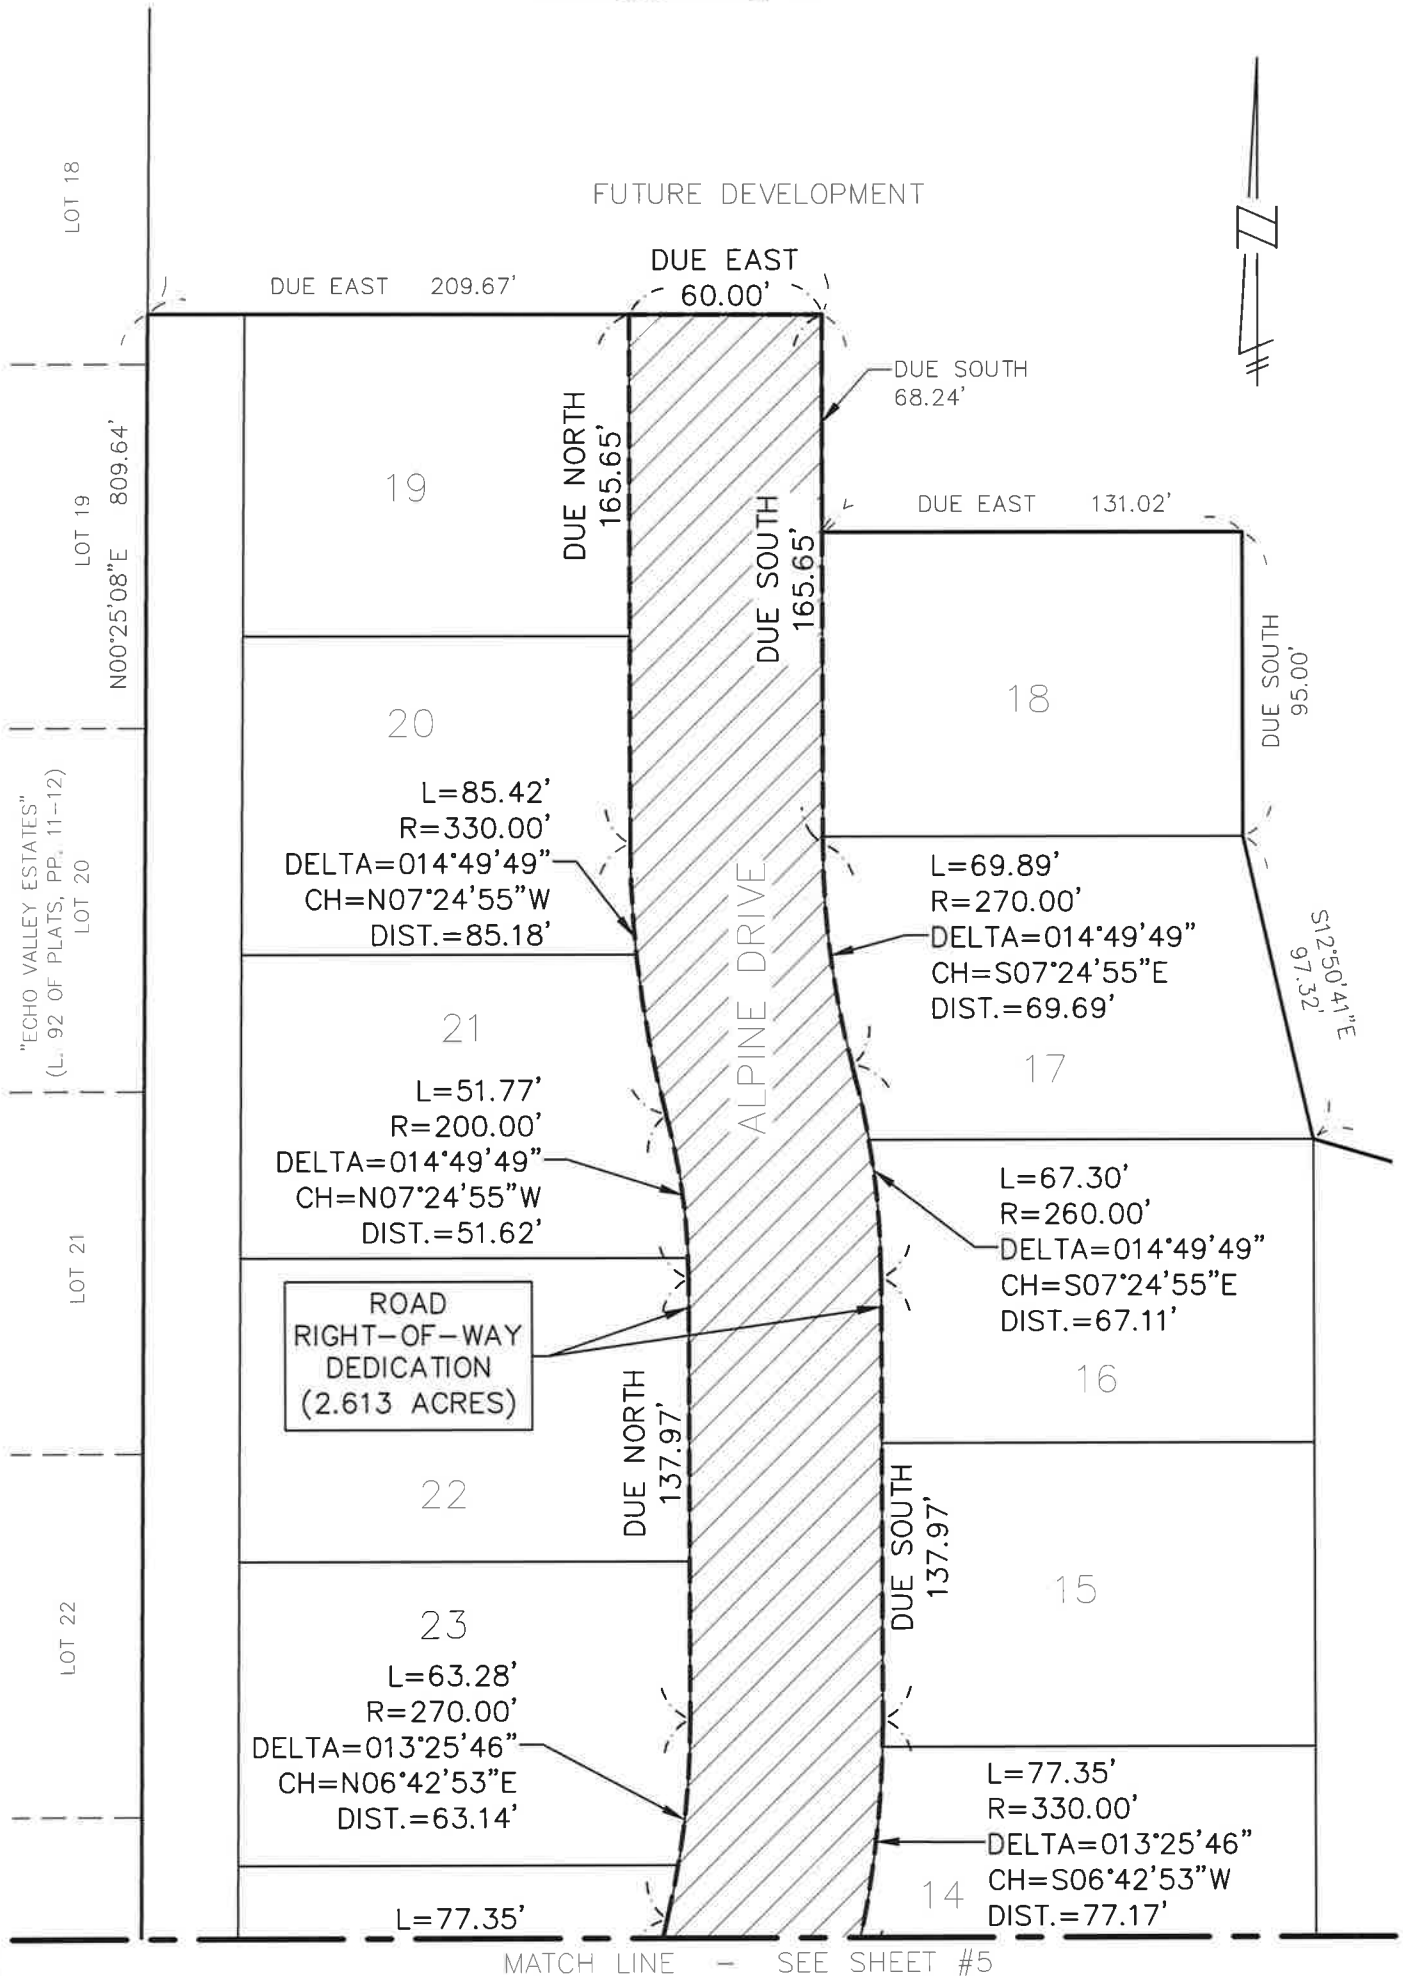 LOT 18
FUTURE DEVELOPMENT
DUE EAST 209.67'
DUE EAST
60.00'
DUE SOUTH
68.24'
N00°25'08"E 809.64'
LOT 19
19
DUE NORTH
165.65'
DUE SOUTH
165.65'
DUE EAST 131.02'
18
DUE SOUTH
95.00'
20
L=85.42'
R=330.00'
DELTA=014°49'49"
CH=N07°24'55"W
DIST.=85.18'
"ECHO VALLEY ESTATES"
(L. 92 OF PLATS, PP. 11-12)
LOT 20
ALPINE DRIVE
L=69.89'
R=270.00'
DELTA=014°49'49"
CH=S07°24'55"E
DIST.=69.69'
S12°50'41"E
97.32'
17
21
L=51.77'
R=200.00'
DELTA=014°49'49"
CH=N07°24'55"W
DIST.=51.62'
L=67.30'
R=260.00'
DELTA=014°49'49"
CH=S07°24'55"E
DIST.=67.11'
LOT 21
ROAD
RIGHT-OF-WAY
DEDICATION
(2.613 ACRES)
16
DUE NORTH
137.97'
22
DUE SOUTH
137.97'
15
LOT 22
23
L=63.28'
R=270.00'
DELTA=013°25'46"
CH=N06°42'53"E
DIST.=63.14'
L=77.35'
R=330.00'
DELTA=013°25'46"
CH=S06°42'53"W
DIST.=77.17'
14
L=77.35'
MATCH LINE - SEE SHEET #5